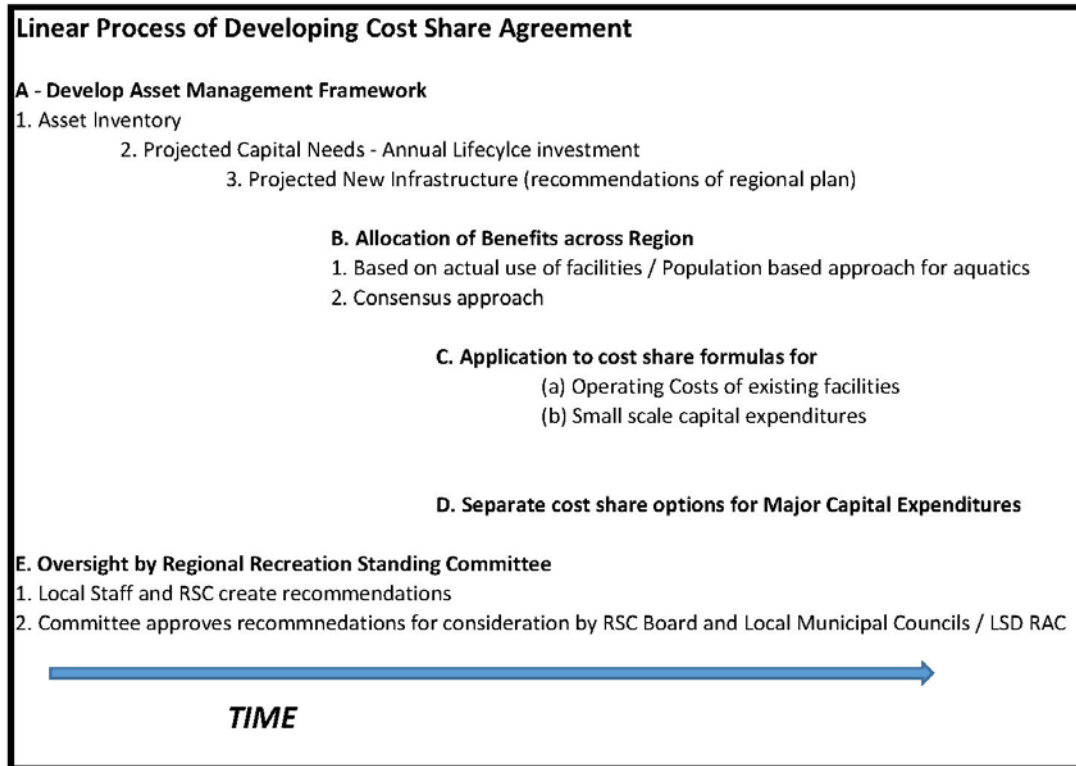 Linear Process of Developing Cost Share Agreement
A - Develop Asset Management Framework
1. Asset Inventory
2. Projected Capital Needs - Annual Lifecylce investment
3. Projected New Infrastructure (recommendations of regional plan)
B. Allocation of Benefits across Region
1. Based on actual use of facilities / Population based approach for aquatics
2. Consensus approach
C. Application to cost share formulas for
(a) Operating Costs of existing facilities
(b) Small scale capital expenditures
D. Separate cost share options for Major Capital Expenditures
E. Oversight by Regional Recreation Standing Committee
1. Local Staff and RSC create recommendations
2. Committee approves recommnedations for consideration by RSC Board and Local Municipal Councils / LSD RAC
TIME